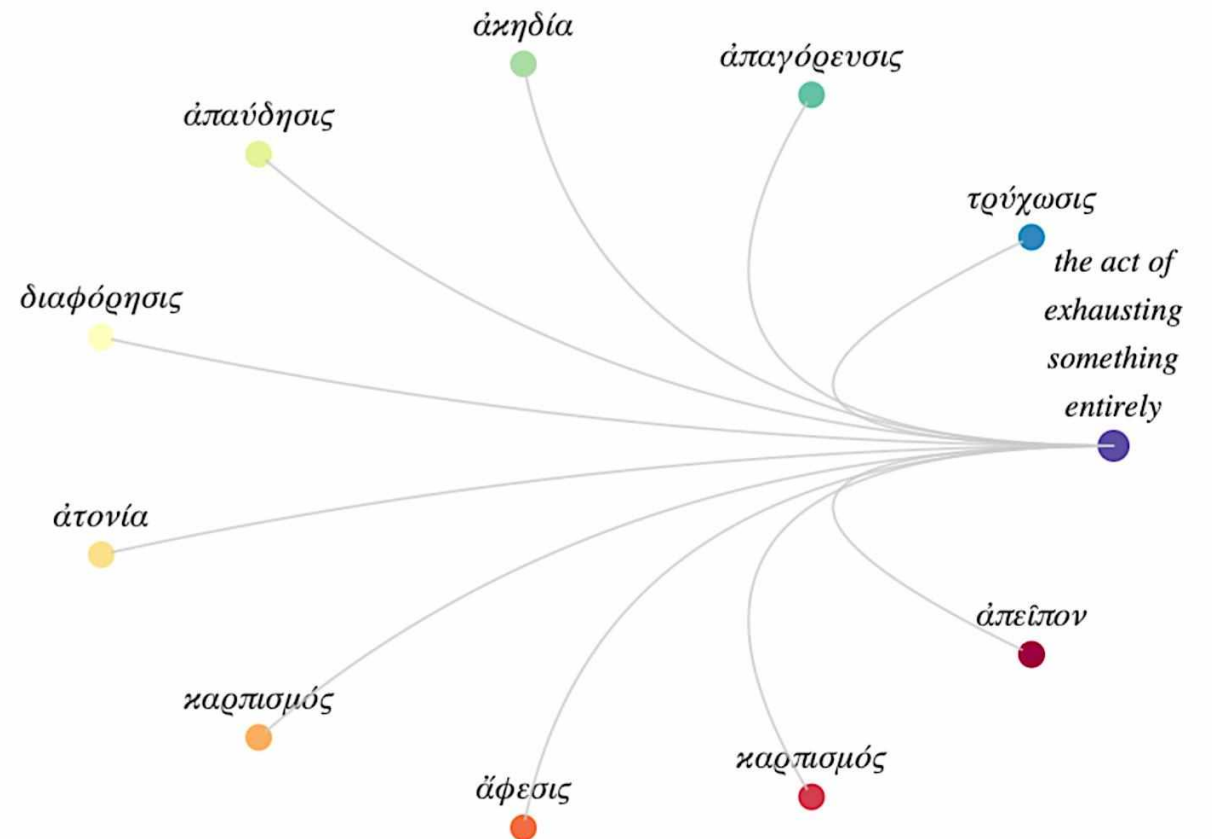 ἀκηδία
ἀπαγόρευσις
ἀπαύδησις
τρύχωσις
the act of
exhausting
something
entirely
διαφόρησις
ἀτονία
ἀπεῖπον
καρπισμός
καρπισμός
ἄφεσις